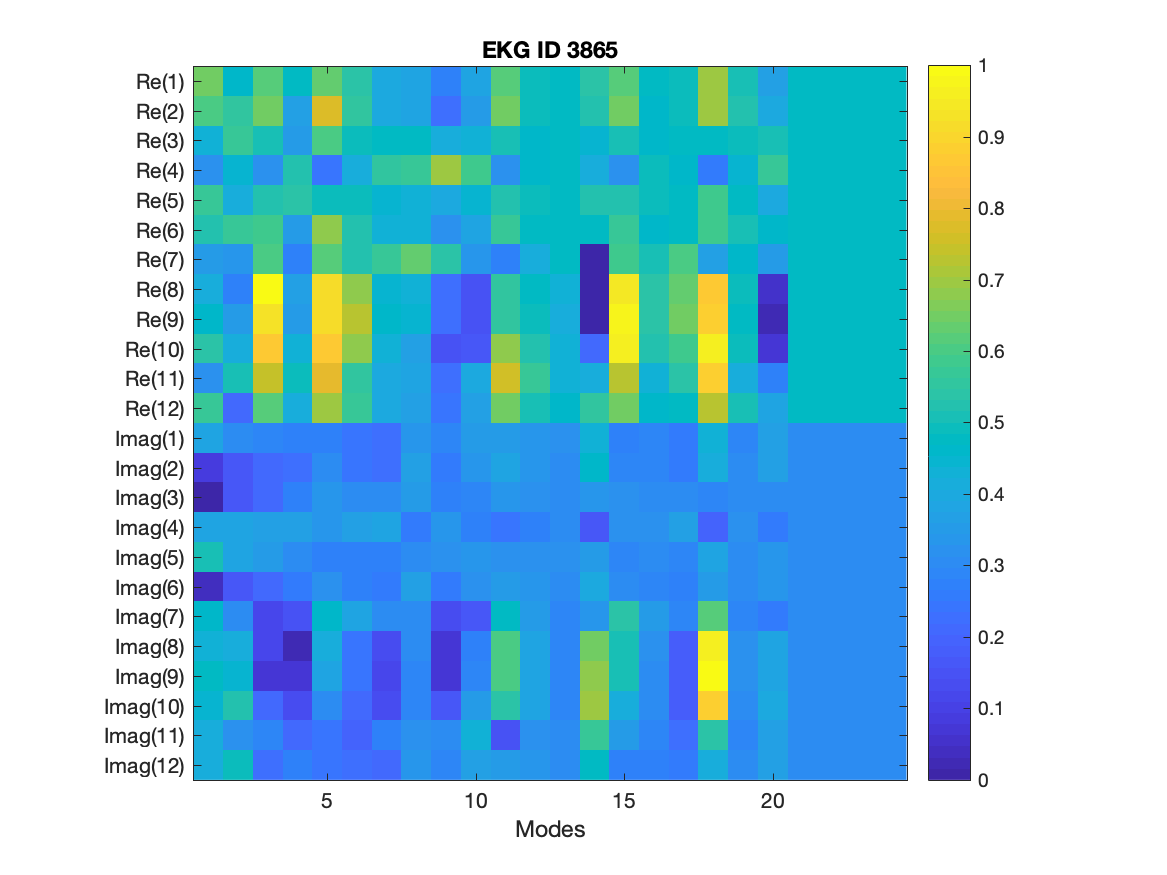 EKG ID 3865
Re(1)
Re(2)
Re(3)
Re(4)
Re(5)
Re(6)
Re(7)
Re(8)
Re(9)
Re(10)
Re(11)
Re(12)
Imag(1)
Imag(2)
Imag(3)
Imag(4)
Imag(5)
Imag(6)
Imag(7)
Imag(8)
Imag(9)
Imag(10)
Imag(11)
Imag(12)
5 10 15 20
Modes
1
0.9
0.8
0.7
0.6
0.5
0.4
0.3
0.2
0.1
0